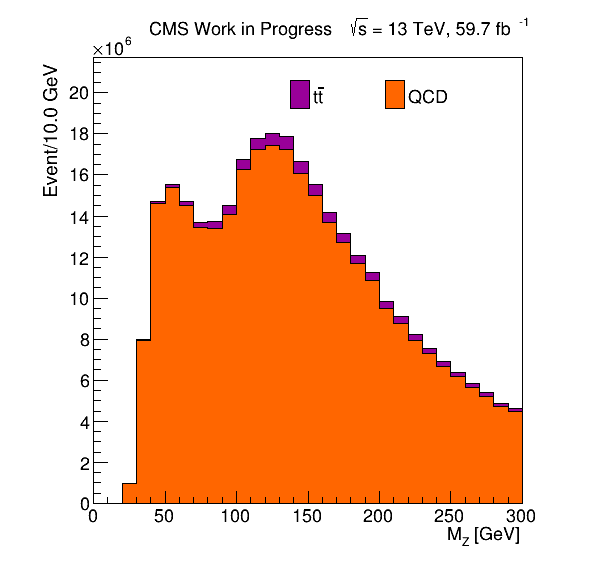 CMS Work in Progress √s = 13 TeV, 59.7 fb⁻¹
×10⁶
Event/10.0 GeV
tt̄
QCD
20
18
16
14
12
10
8
6
4
2
0
0 50 100 150 200 250 300
M_Z [GeV]